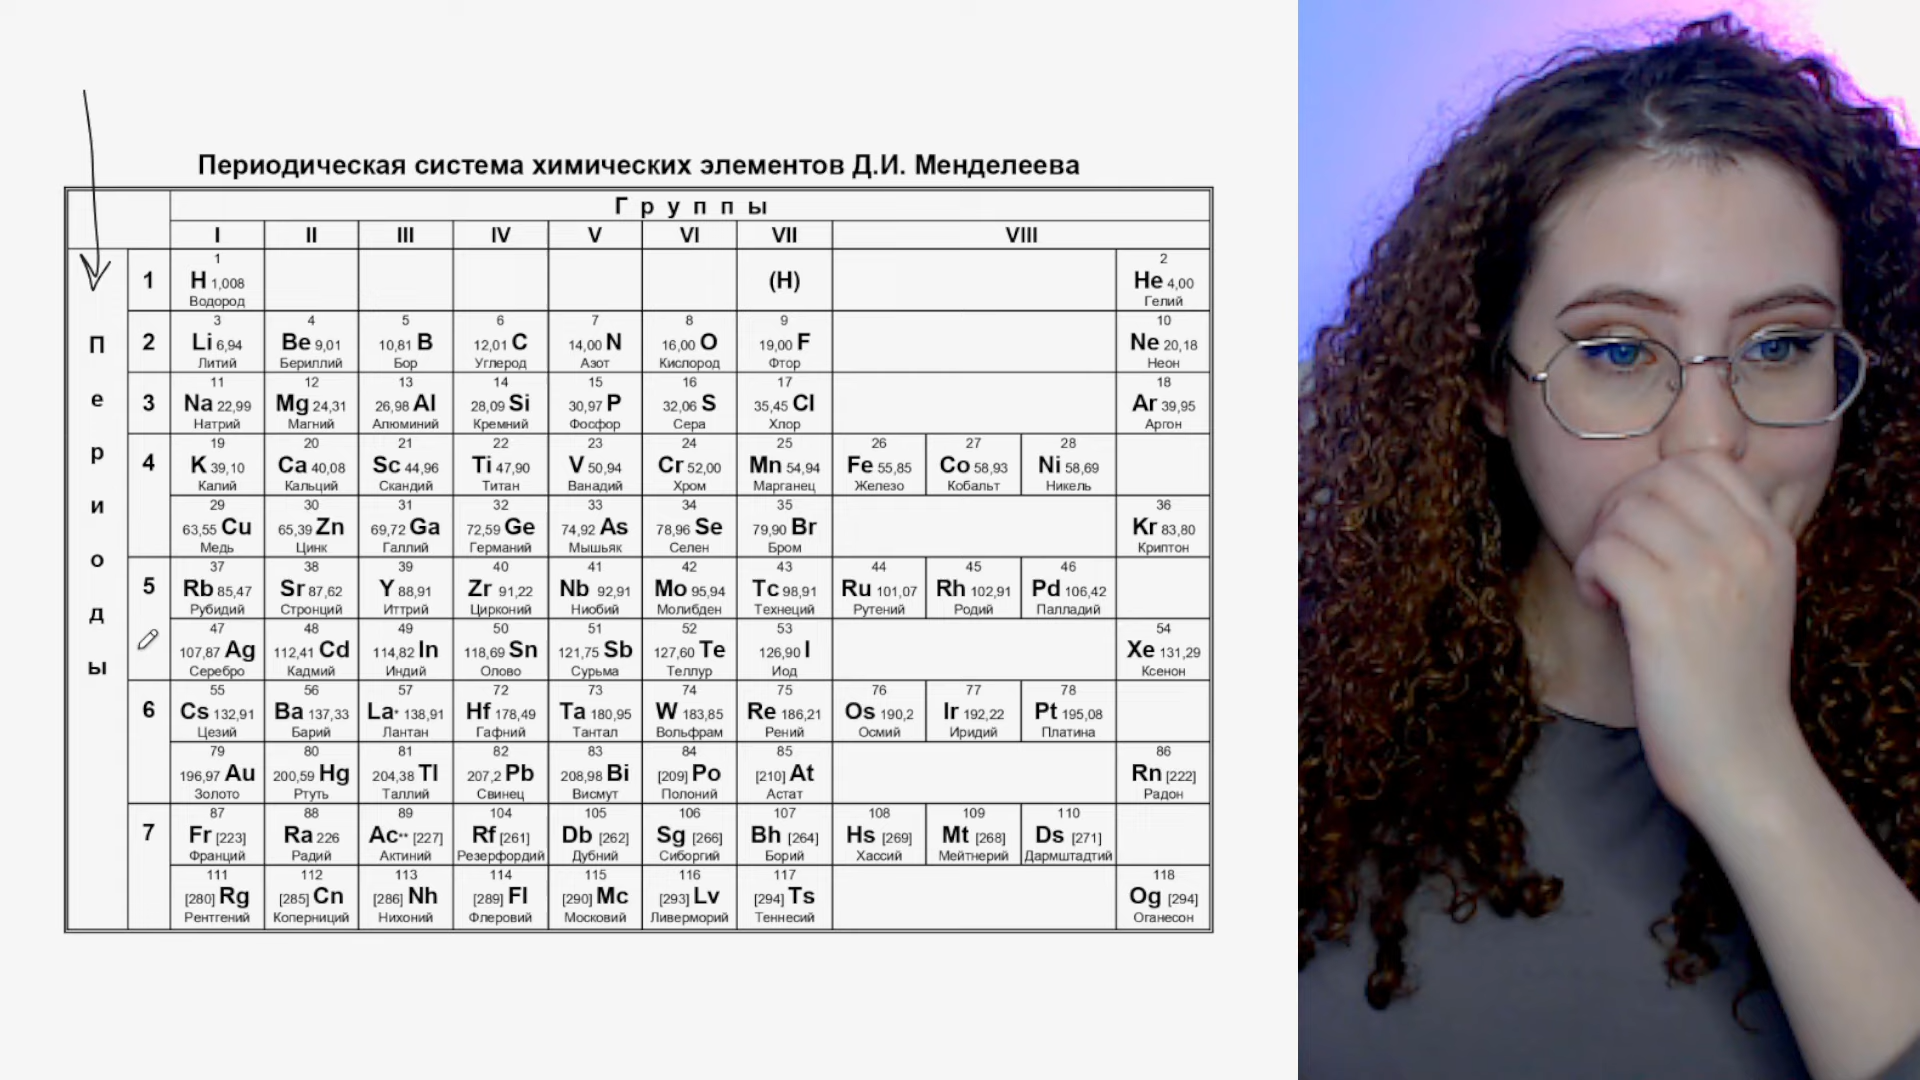 Периодическая система химических элементов Д.И. Менделеева
Группы
I II III IV V VI VII VIII
Периоды
1
1 2
H 1,008 (H) He 4,00
Водород Гелий
2
3 4 5 6 7 8 9 10
Li 6,94 Be 9,01 10,81 B 12,01 C 14,00 N 16,00 O 19,00 F Ne 20,18
Литий Бериллий Бор Углерод Азот Кислород Фтор Неон
3
11 12 13 14 15 16 17 18
Na 22,99 Mg 24,31 26,98 Al 28,09 Si 30,97 P 32,06 S 35,45 Cl Ar 39,95
Натрий Магний Алюминий Кремний Фосфор Сера Хлор Аргон
4
19 20 21 22 23 24 25 26 27 28
K 39,10 Ca 40,08 Sc 44,96 Ti 47,90 V 50,94 Cr 52,00 Mn 54,94 Fe 55,85 Co 58,93 Ni 58,69
Калий Кальций Скандий Титан Ванадий Хром Марганец Железо Кобальт Никель
29 30 31 32 33 34 35 36
63,55 Cu 65,39 Zn 69,72 Ga 72,59 Ge 74,92 As 78,96 Se 79,90 Br Kr 83,80
Медь Цинк Галлий Германий Мышьяк Селен Бром Криптон
5
37 38 39 40 41 42 43 44 45 46
Rb 85,47 Sr 87,62 Y 88,91 Zr 91,22 Nb 92,91 Mo 95,94 Tc 98,91 Ru 101,07 Rh 102,91 Pd 106,42
Рубидий Стронций Иттрий Цирконий Ниобий Молибден Технеций Рутений Родий Палладий
47 48 49 50 51 52 53 54
107,87 Ag 112,41 Cd 114,82 In 118,69 Sn 121,75 Sb 127,60 Te 126,90 I Xe 131,29
Серебро Кадмий Индий Олово Сурьма Теллур Иод Ксенон
6
55 56 57 72 73 74 75 76 77 78
Cs 132,91 Ba 137,33 La* 138,91 Hf 178,49 Ta 180,95 W 183,85 Re 186,21 Os 190,2 Ir 192,22 Pt 195,08
Цезий Барий Лантан Гафний Тантал Вольфрам Рений Осмий Иридий Платина
79 80 81 82 83 84 85 86
196,97 Au 200,59 Hg 204,38 Tl 207,2 Pb 208,98 Bi [209] Po [210] At Rn [222]
Золото Ртуть Таллий Свинец Висмут Полоний Астат Радон
7
87 88 89 104 105 106 107 108 109 110
Fr [223] Ra 226 Ac** [227] Rf [261] Db [262] Sg [266] Bh [264] Hs [269] Mt [268] Ds [271]
Франций Радий Актиний Резерфордий Дубний Сиборгий Борий Хассий Мейтнерий Дармштадтий
111 112 113 114 115 116 117 118
[280] Rg [285] Cn [286] Nh [289] Fl [290] Mc [293] Lv [294] Ts Og [294]
Рентгений Коперниций Нихоний Флеровий Московий Ливерморий Теннесий Оганесон